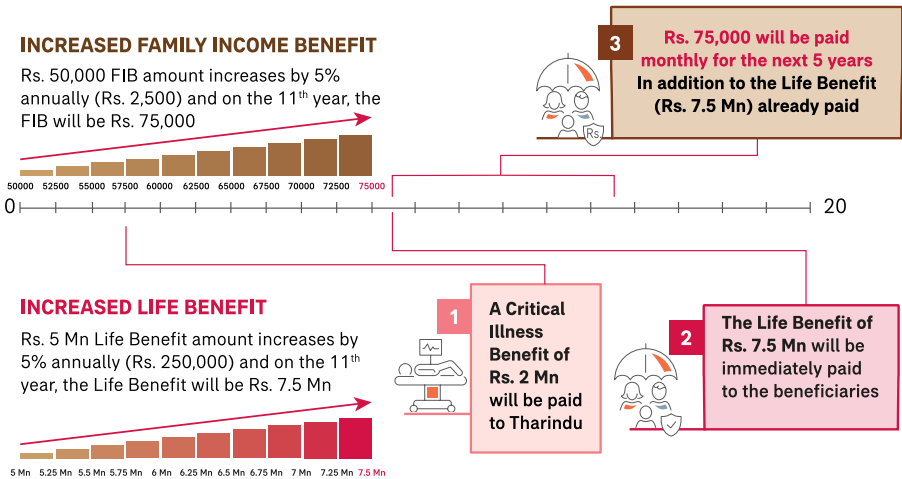 INCREASED FAMILY INCOME BENEFIT
Rs. 50,000 FIB amount increases by 5%
annually (Rs. 2,500) and on the 11th year, the
FIB will be Rs. 75,000
50000 52500 55000 57500 60000 62500 65000 67500 70000 72500 75000
0
20
3
Rs. 75,000 will be paid
monthly for the next 5 years
In addition to the Life Benefit
(Rs. 7.5 Mn) already paid
Rs.
INCREASED LIFE BENEFIT
Rs. 5 Mn Life Benefit amount increases by
5% annually (Rs. 250,000) and on the 11th
year, the Life Benefit will be Rs. 7.5 Mn
5 Mn 5.25 Mn 5.5 Mn 5.75 Mn 6 Mn 6.25 Mn 6.5 Mn 6.75 Mn 7 Mn 7.25 Mn 7.5 Mn
1
A Critical
Illness
Benefit of
Rs. 2 Mn
will be paid
to Tharindu
2
The Life Benefit of
Rs. 7.5 Mn will be
immediately paid
to the beneficiaries